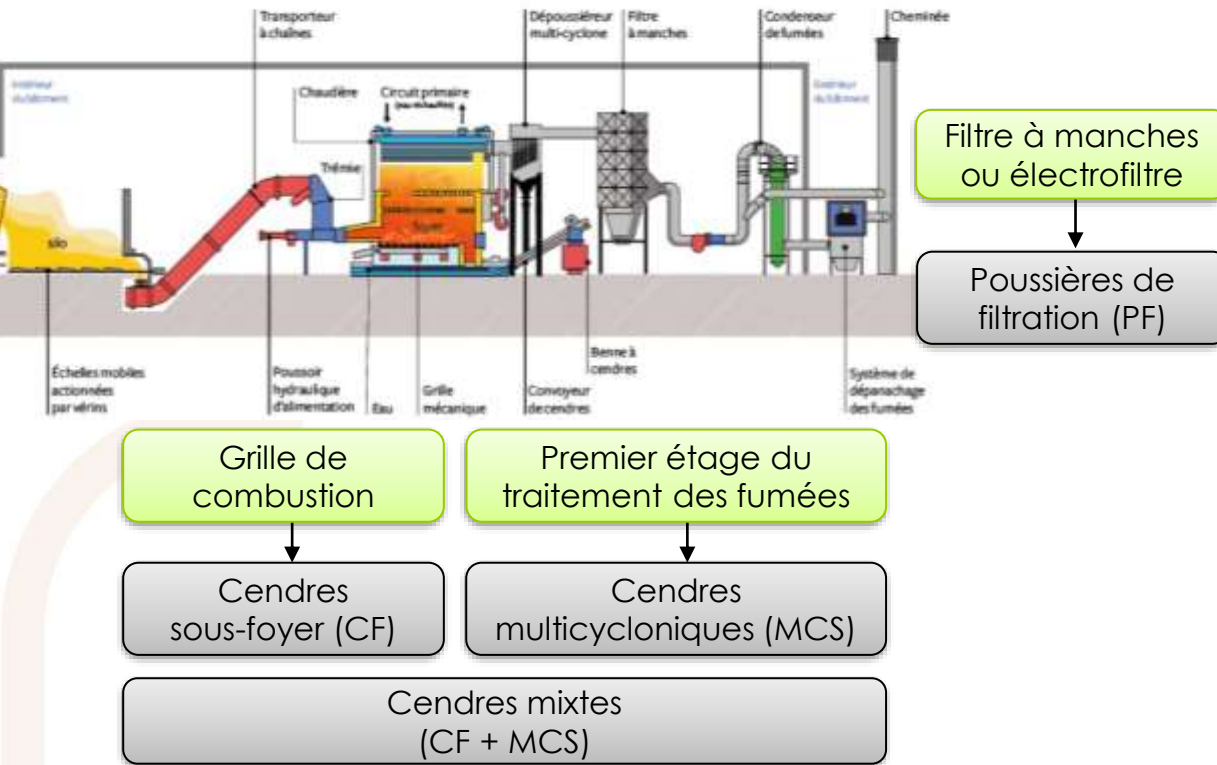 Transporteur
à chaînes
Dépoussiéreur
multi-cyclone
Filtre
à manches
Condenseur
de fumées
Cheminée
Chaudière
Circuit primaire
Trémie
silo
foyer
Échelles mobiles
actionnées
par vérins
Poussoir
hydraulique
d'alimentation
Eau
Grille
mécanique
Convoyeur
de cendres
Benne à
cendres
Système de
dépanachage
des fumées
Filtre à manches
ou électrofiltre
Poussières de
filtration (PF)
Grille de
combustion
Premier étage du
traitement des fumées
Cendres
sous-foyer (CF)
Cendres
multicycloniques (MCS)
Cendres mixtes
(CF + MCS)